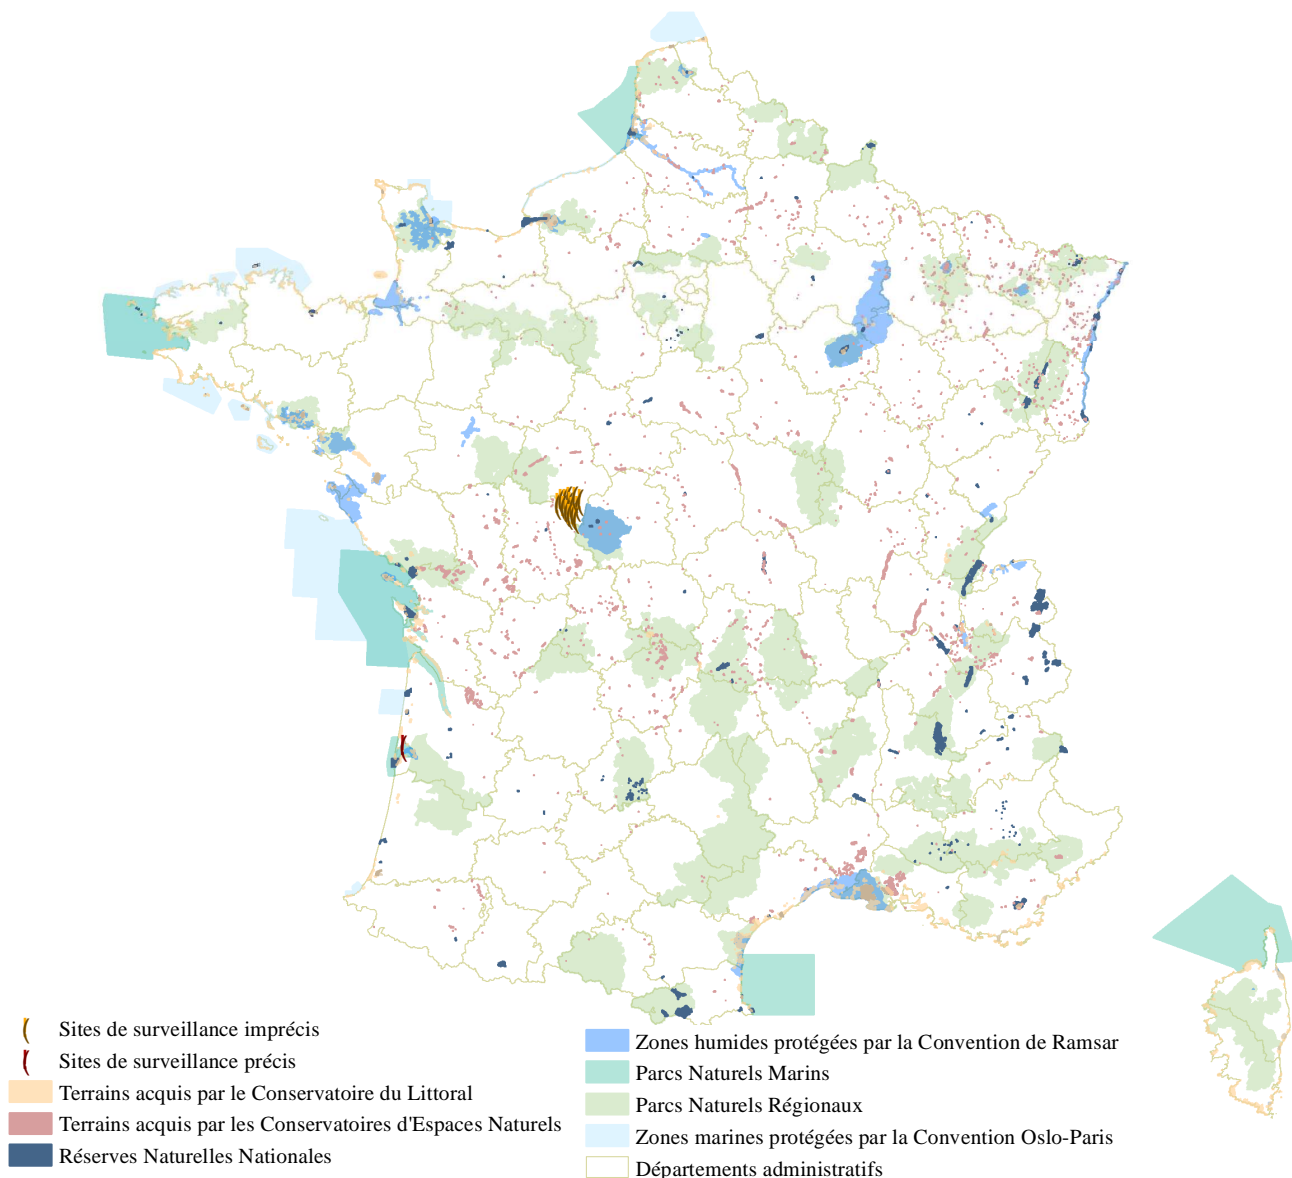 Sites de surveillance imprécis
Sites de surveillance précis
Terrains acquis par le Conservatoire du Littoral
Terrains acquis par les Conservatoires d'Espaces Naturels
Réserves Naturelles Nationales
Zones humides protégées par la Convention de Ramsar
Parcs Naturels Marins
Parcs Naturels Régionaux
Zones marines protégées par la Convention Oslo-Paris
Départements administratifs